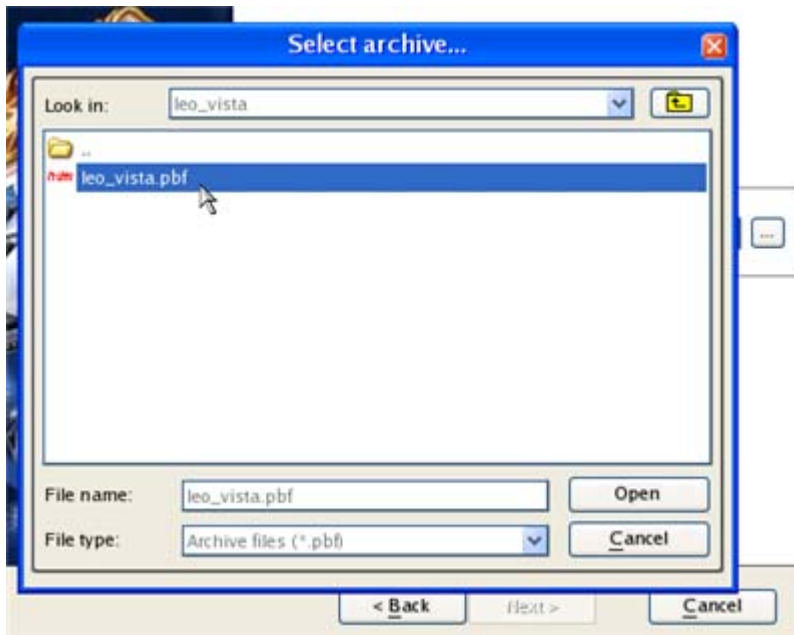 Select archive...
Look in: leo_vista
..
hdm leo_vista.pbf
...
File name: leo_vista.pbf Open
File type: Archive files (*.pbf) Cancel
< Back Next > Cancel